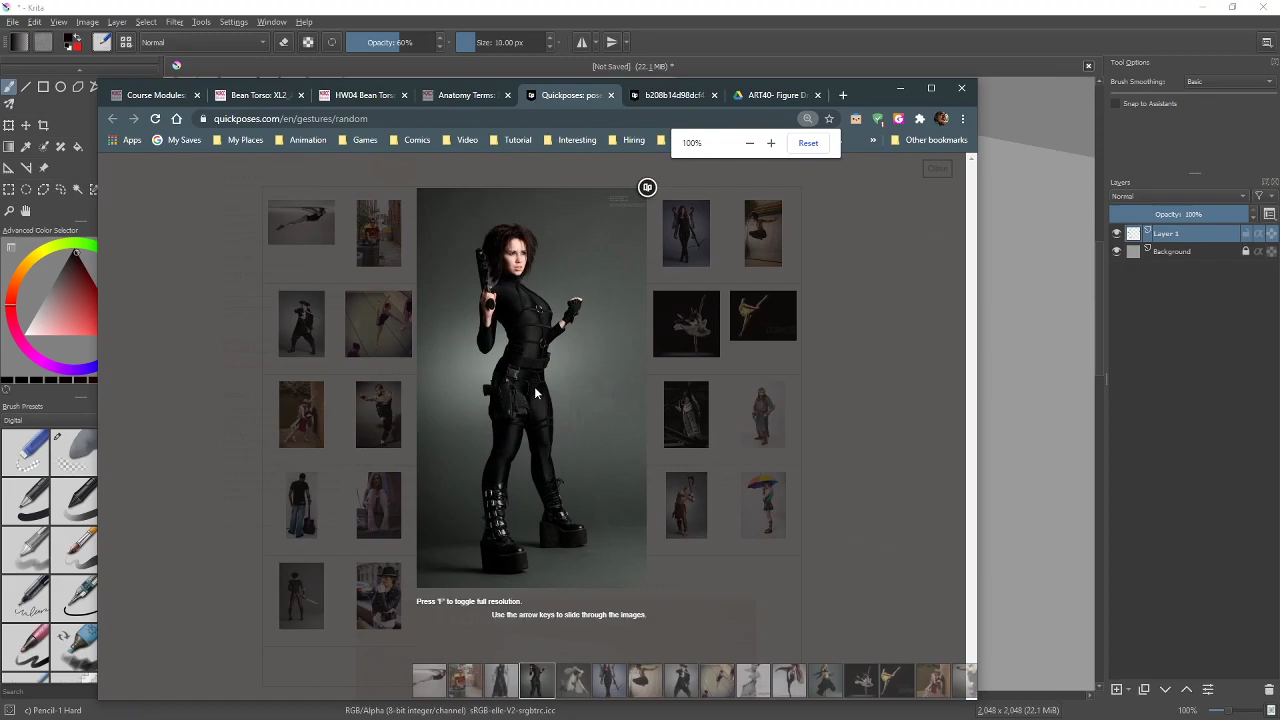 * - Krita
File Edit View Image Layer Select Filter Tools Settings Window Help
Normal Opacity: 60% Size: 10.00 px
[Not Saved] (22.1 MiB) *
Tool Options
Brush Smoothing: Basic
Snap to Assistants
Course Modules: Bean Torso: XL2_ HW04 Bean Torso: Anatomy Terms: Quickposes: pose b208b14d98dcf4 ART40- Figure Dr
quickposes.com/en/gestures/random
Apps My Saves My Places Animation Games Comics Video Tutorial Interesting Hiring » Other bookmarks
100% Reset
Close
Layers
Normal
Opacity: 100%
Layer 1
Background
Advanced Color Selector
Brush Presets
Digital
Search
Press 'F' to toggle full resolution.
Use the arrow keys to slide through the images.
c) Pencil-1 Hard RGB/Alpha (8-bit integer/channel) sRGB-elle-V2-srgbtrc.icc 2,048 x 2,048 (22.1 MiB) 100%